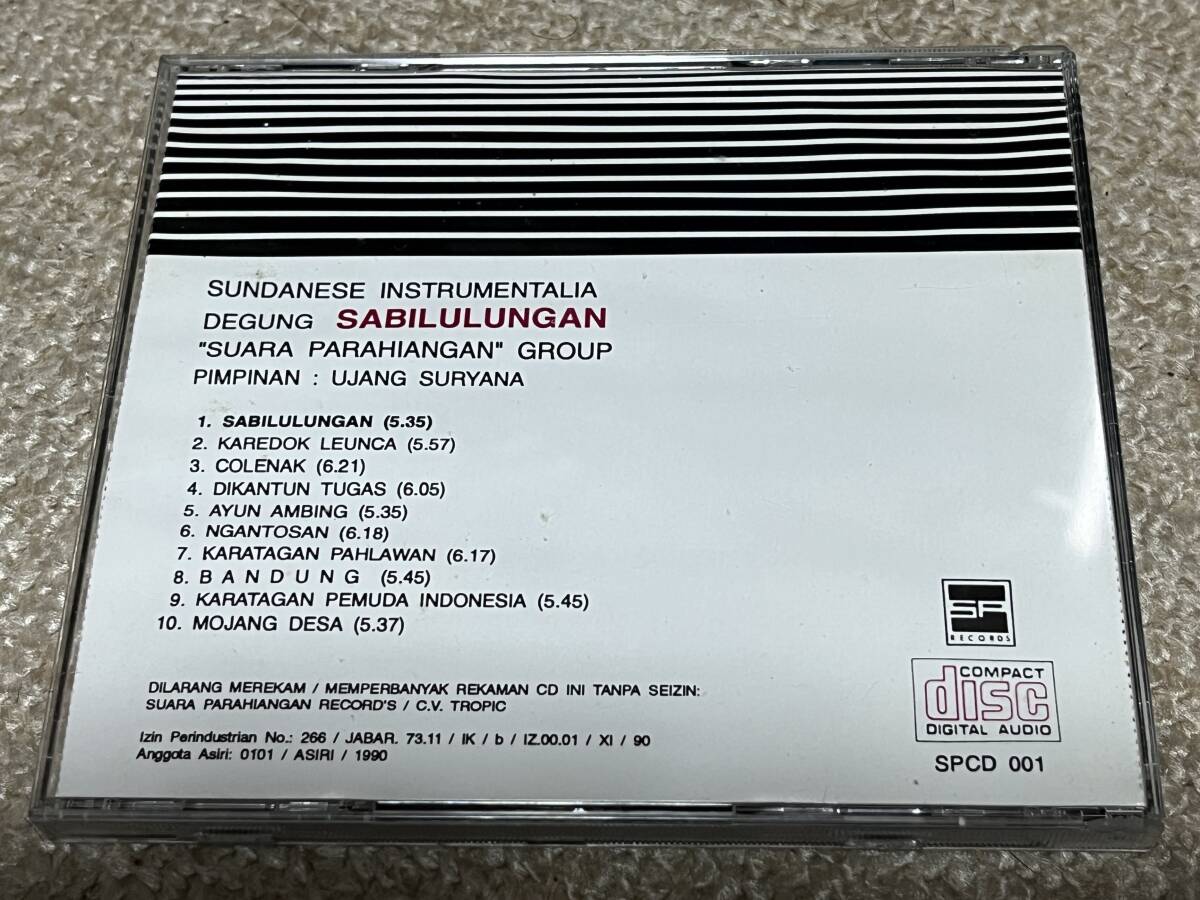 SUNDANESE INSTRUMENTALIA
DEGUNG SABILULUNGAN
"SUARA PARAHIANGAN" GROUP
PIMPINAN : UJANG SURYANA
1. SABILULUNGAN (5.35)
2. KAREDOK LEUNCA (5.57)
3. COLENAK (6.21)
4. DIKANTUN TUGAS (6.05)
5. AYUN AMBING (5.35)
6. NGANTOSAN (6.18)
7. KARATAGAN PAHLAWAN (6.17)
8. B A N D U N G (5.45)
9. KARATAGAN PEMUDA INDONESIA (5.45)
10. MOJANG DESA (5.37)
DILARANG MEREKAM / MEMPERBANYAK REKAMAN CD INI TANPA SEIZIN:
SUARA PARAHIANGAN RECORD'S / C.V. TROPIC
Izin Perindustrian No.: 266 / JABAR. 73.11 / IK / b / IZ.00.01 / XI / 90
Anggota Asiri: 0101 / ASIRI / 1990
SP
RECORDS
COMPACT
disc
DIGITAL AUDIO
SPCD 001